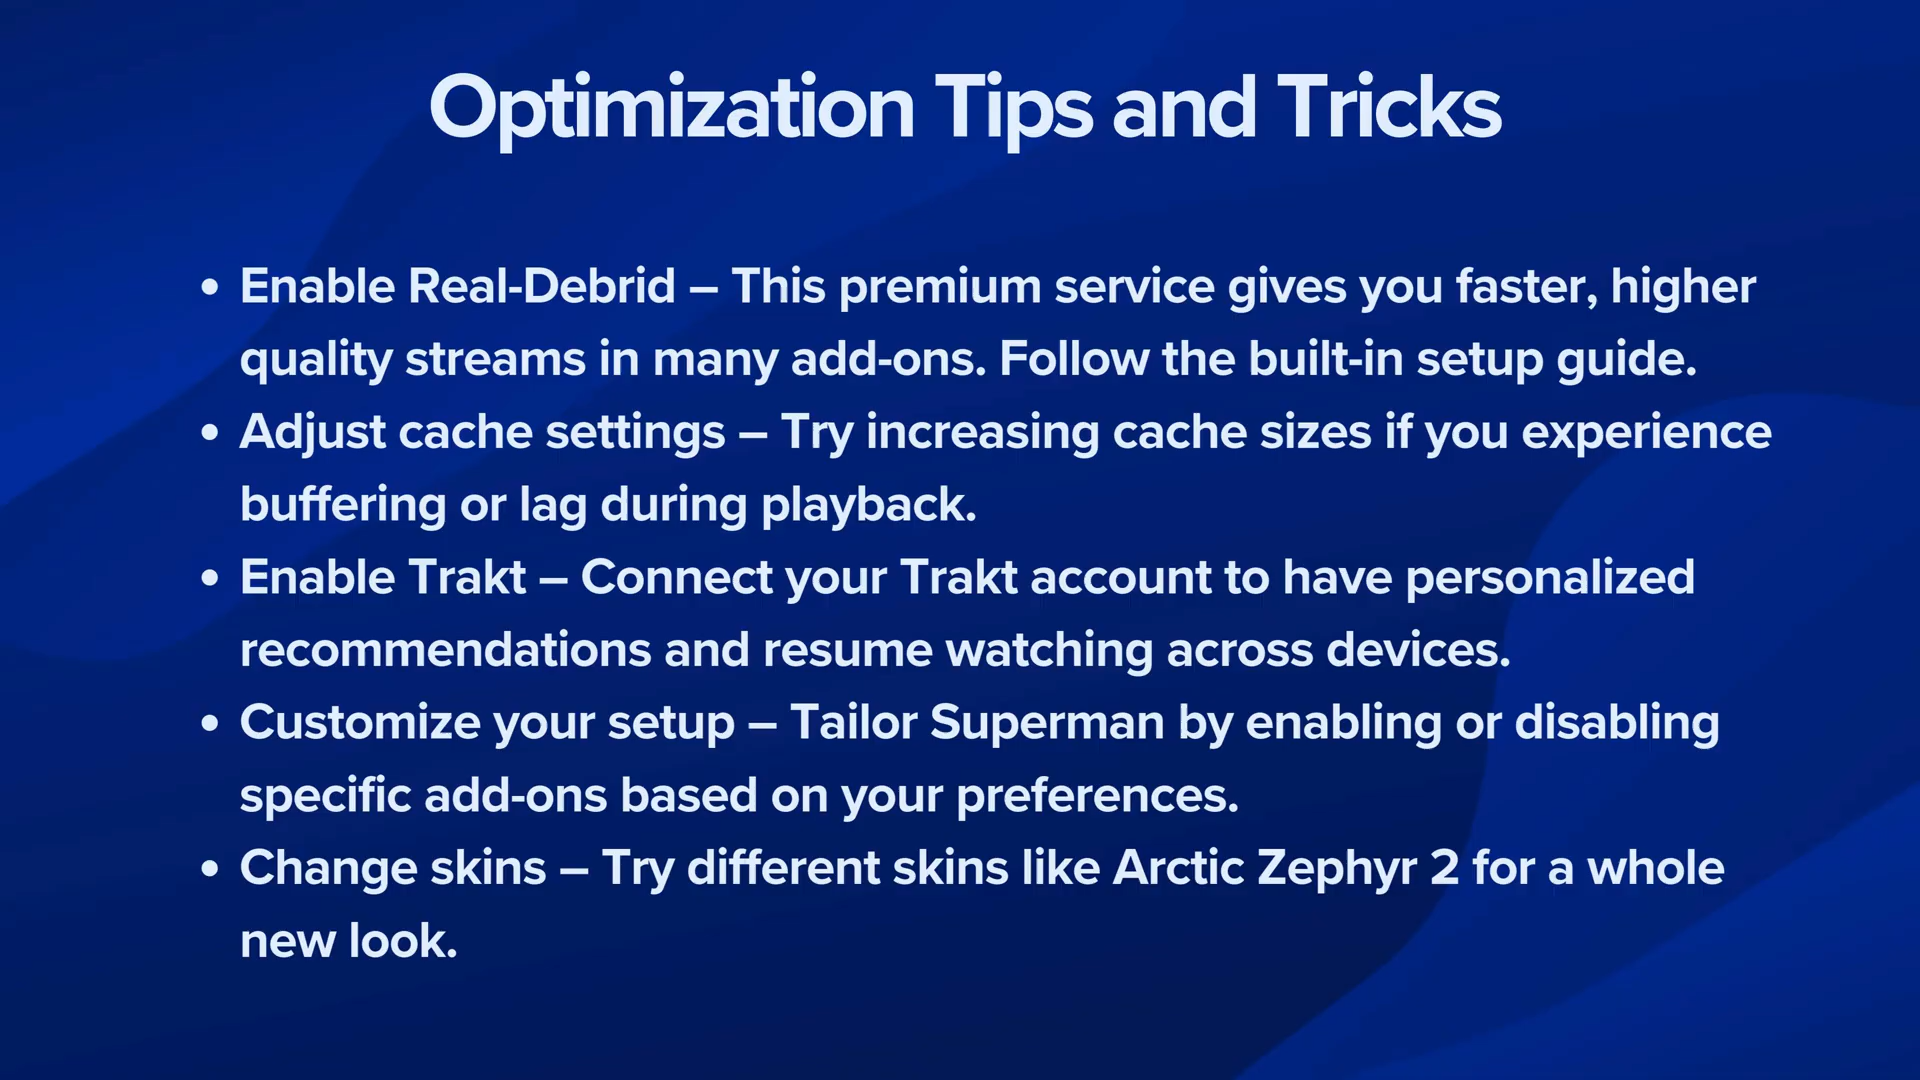 Optimization Tips and Tricks
• Enable Real-Debrid – This premium service gives you faster, higher
quality streams in many add-ons. Follow the built-in setup guide.
• Adjust cache settings – Try increasing cache sizes if you experience
buffering or lag during playback.
• Enable Trakt – Connect your Trakt account to have personalized
recommendations and resume watching across devices.
• Customize your setup – Tailor Superman by enabling or disabling
specific add-ons based on your preferences.
• Change skins – Try different skins like Arctic Zephyr 2 for a whole
new look.